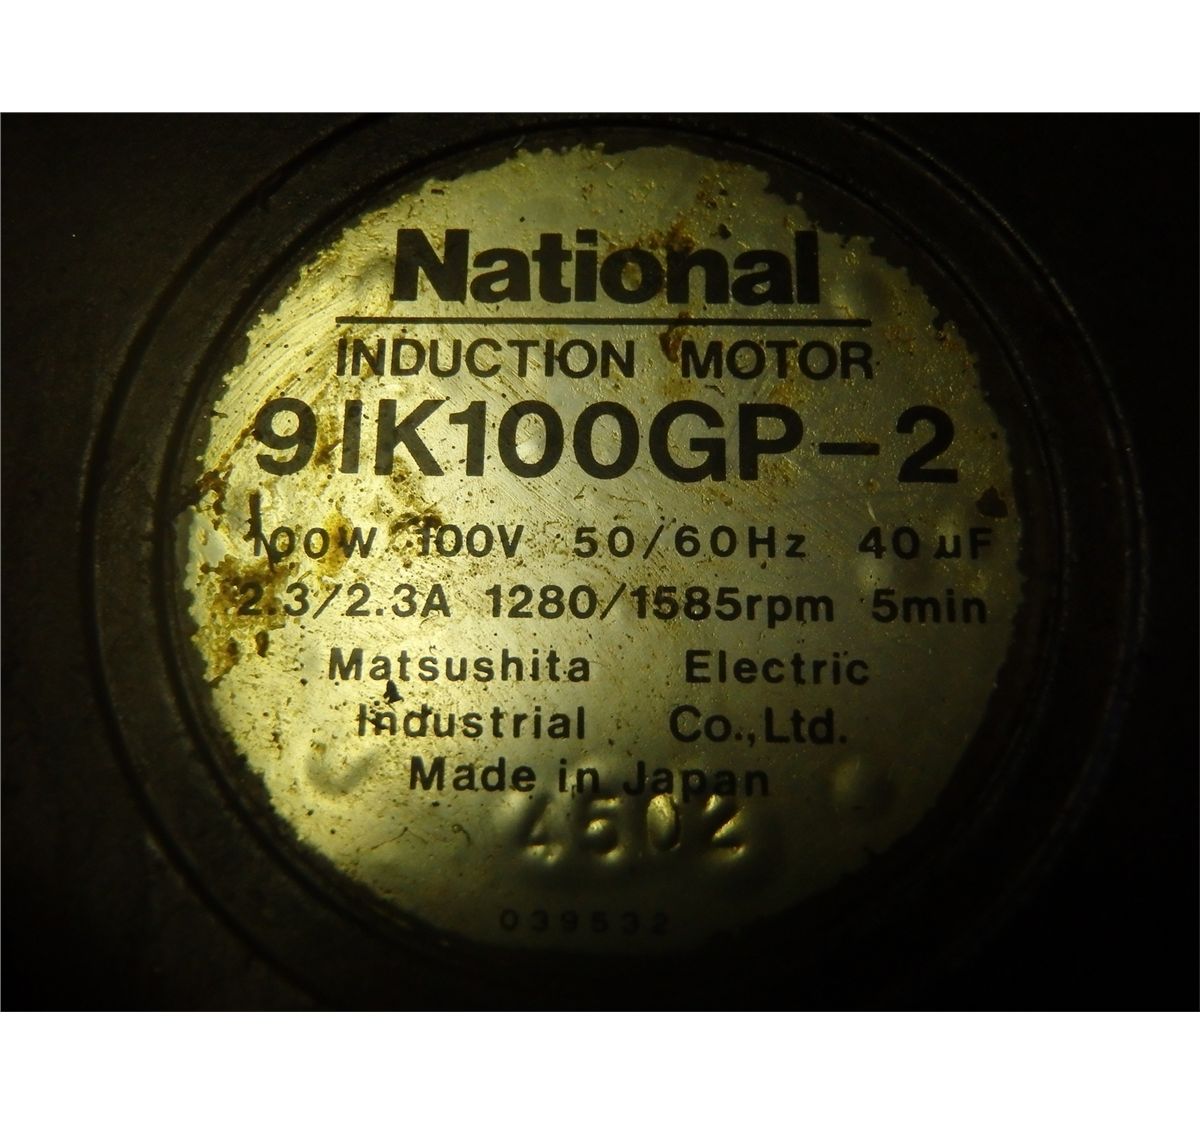 National
INDUCTION MOTOR
9IK100GP-2
100W 100V 50/60Hz 40µF
2.3/2.3A 1280/1585rpm 5min
Matsushita Electric
Industrial Co.,Ltd.
Made in Japan
4502
039532